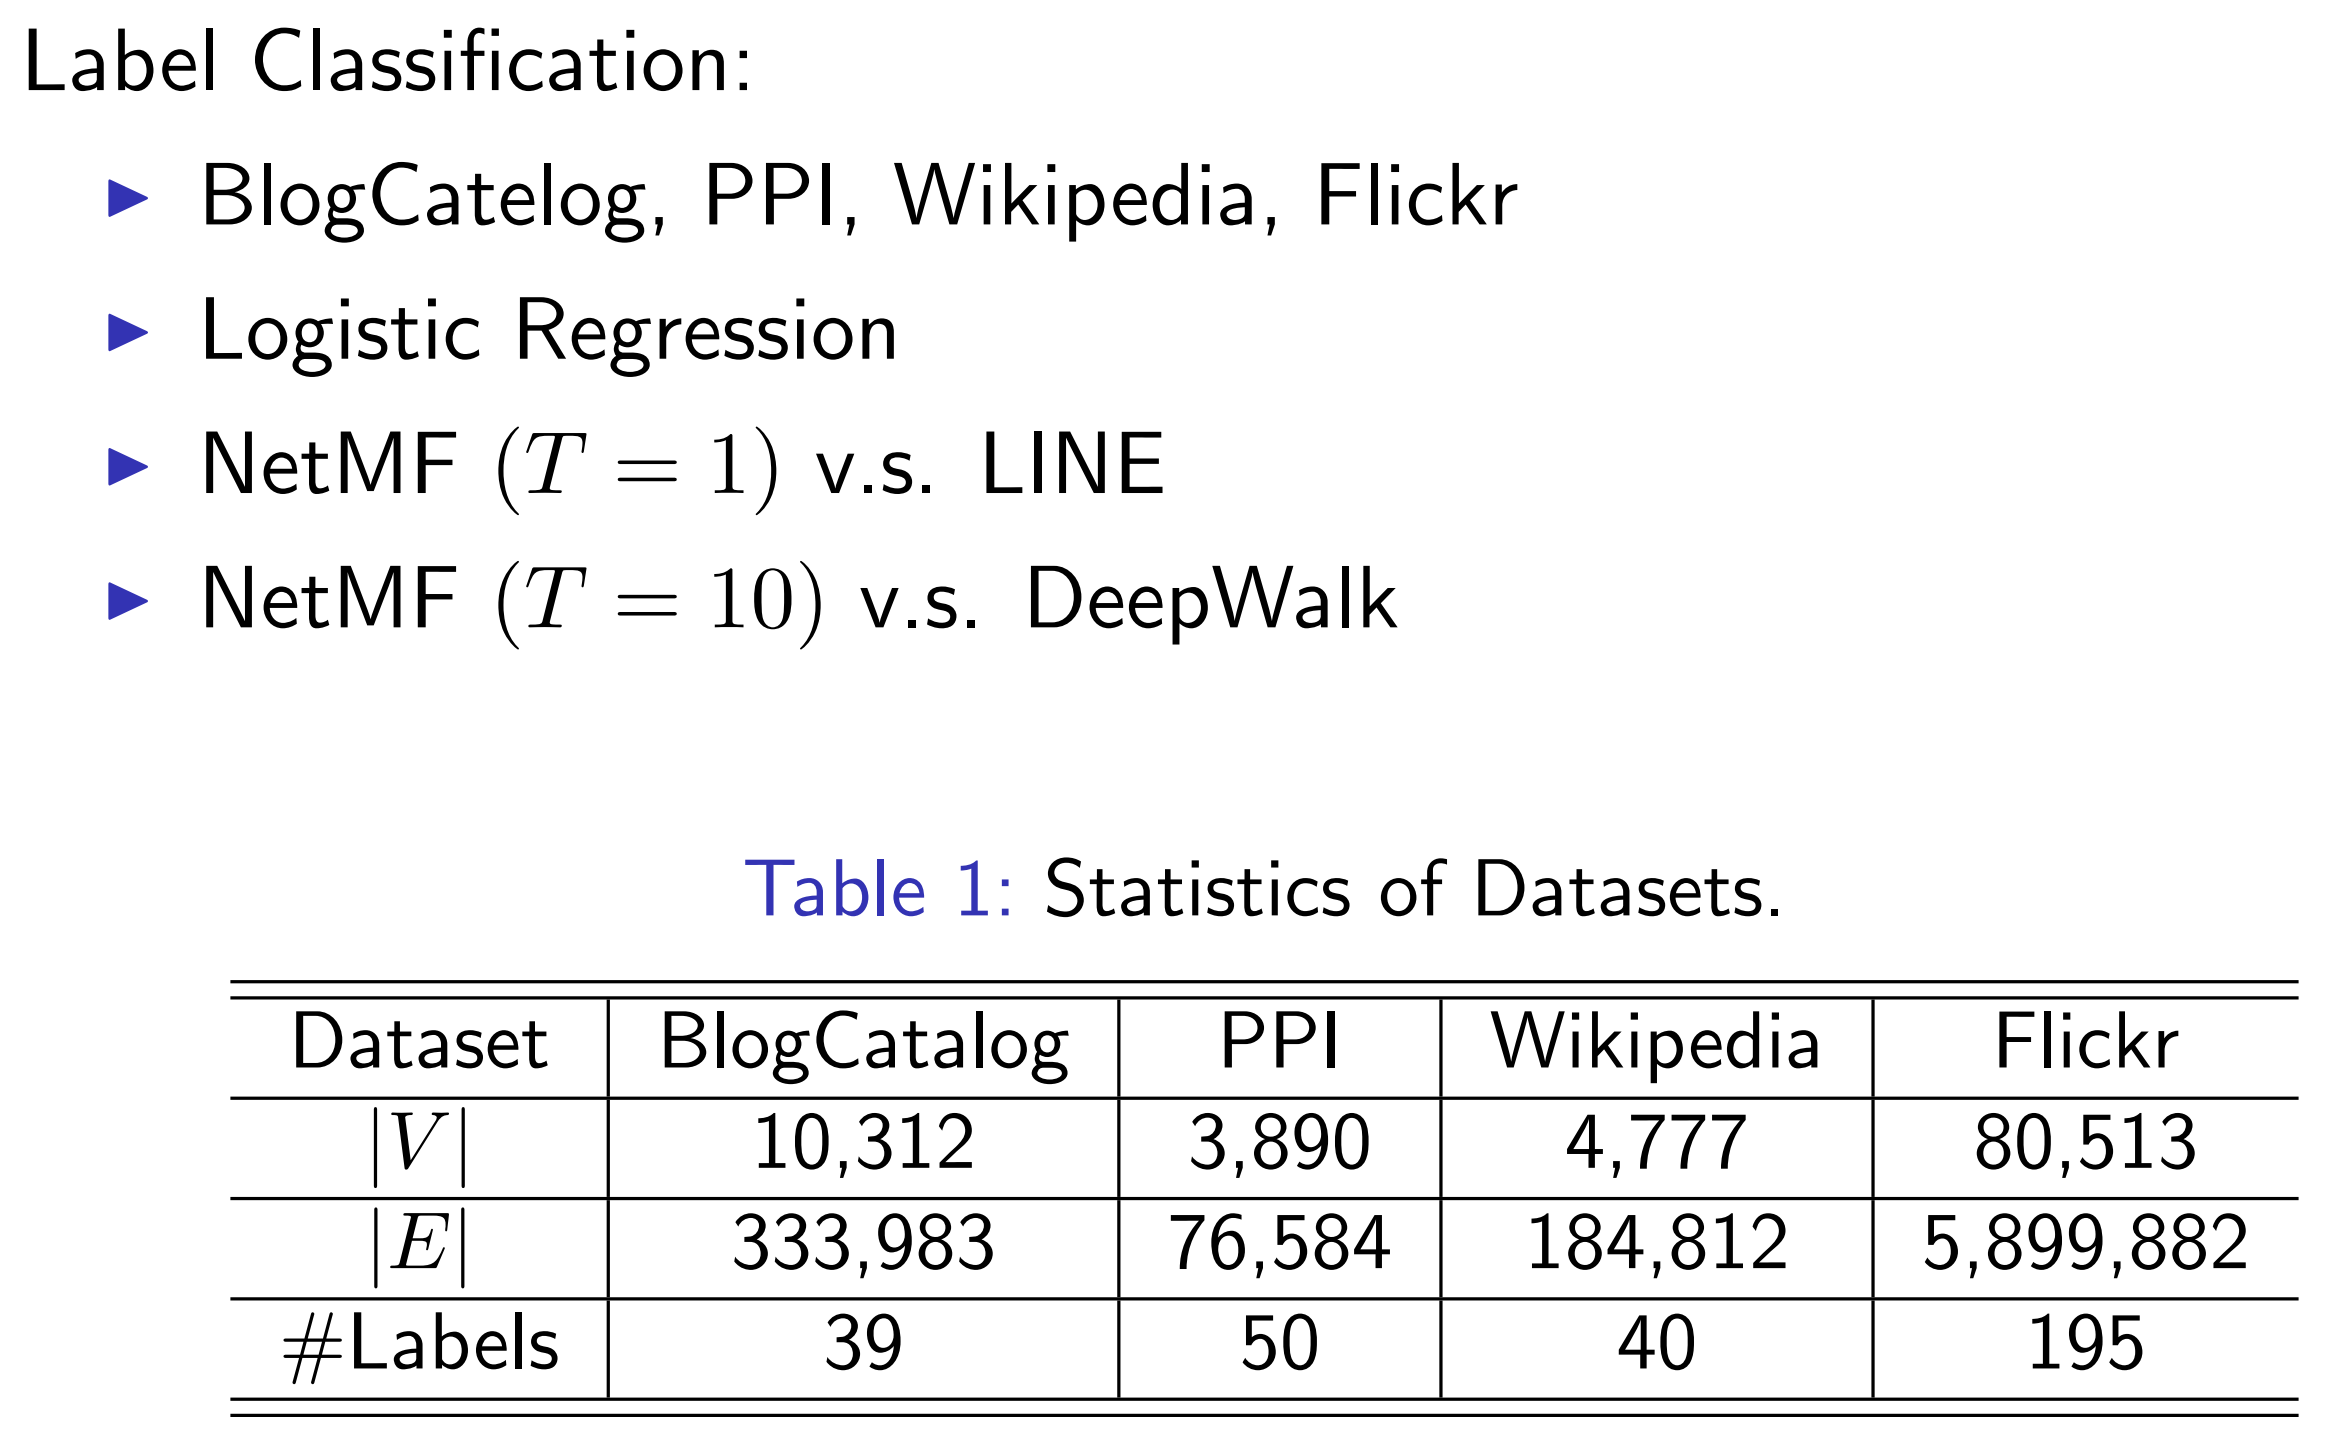 Label Classification:
▶ BlogCatelog, PPI, Wikipedia, Flickr
▶ Logistic Regression
▶ NetMF (T = 1) v.s. LINE
▶ NetMF (T = 10) v.s. DeepWalk
Table 1: Statistics of Datasets.
Dataset BlogCatalog PPI Wikipedia Flickr
|V| 10,312 3,890 4,777 80,513
|E| 333,983 76,584 184,812 5,899,882
#Labels 39 50 40 195